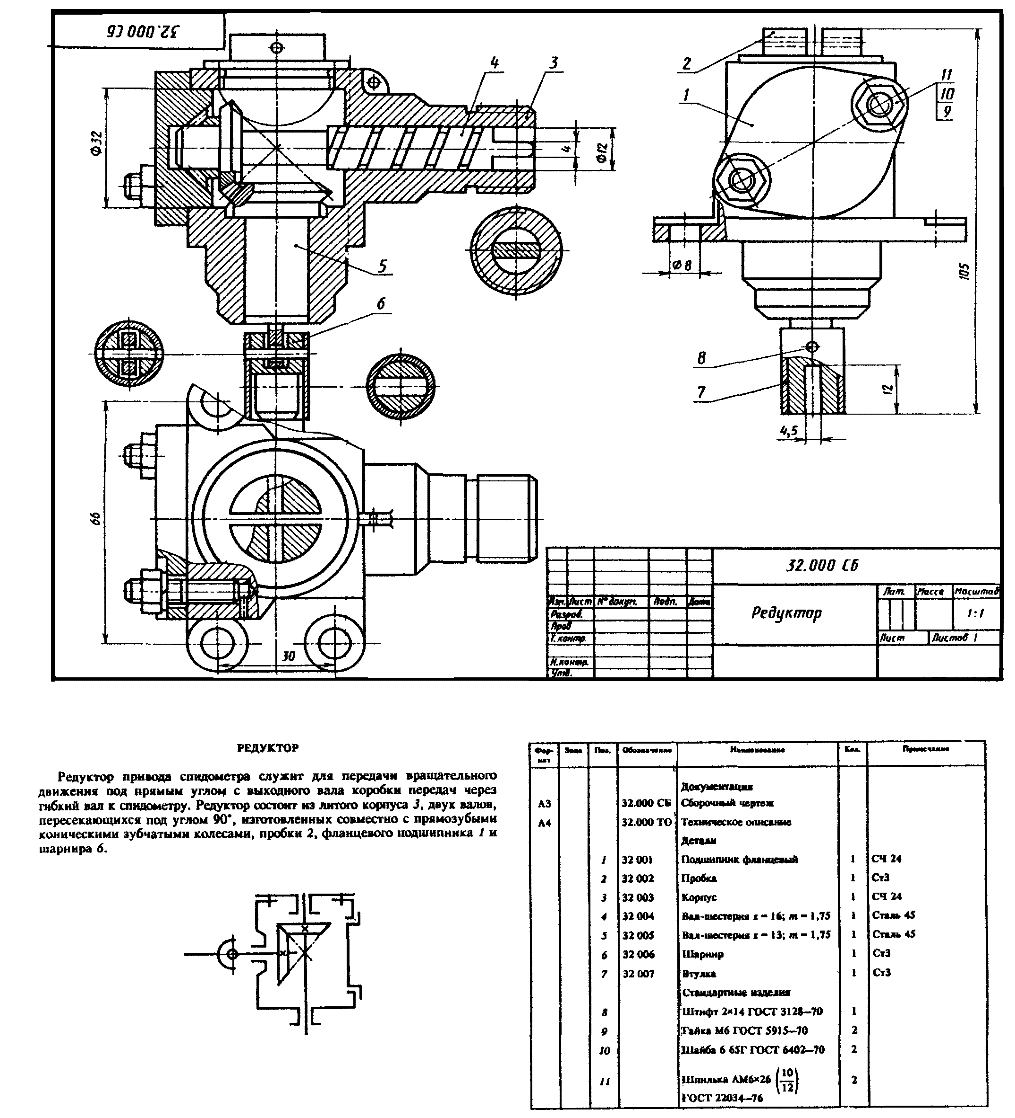 32.000 СБ
4
3
Ф32
4
Ф12
5
6
2
1
11
10
9
Ф8
105
8
7
12
4,5
66
30
32.000 СБ
Лит.
Масса
Масштаб
Изм.
Лист
№ докум.
Подп.
Дата
Разраб.
Пров
Т. контр.
Н.контр.
Утв.
Редуктор
1:1
Лист
Листов 1
РЕДУКТОР
Редуктор привода спидометра служит для передачи вращательного
движения под прямым углом с выходного вала коробки передач через
гибкий вал к спидометру. Редуктор состоит из литого корпуса 3, двух валов,
пересекающихся под углом 90°, изготовленных совместно с прямозубыми
коническими зубчатыми колесами, пробки 2, фланцевого подшипника 1 и
шарнира 6.
Фор-
мат
Зона
Поз.
Обозначение
Наименование
Кол.
Примечание
Документация
А3 32.000 СБ Сборочный чертеж
А4 32.000 ТО Техническое описание
Детали
1 32 001 Подшипник фланцевый 1 СЧ 24
2 32 002 Пробка 1 Ст3
3 32 003 Корпус 1 СЧ 24
4 32 004 Вал-шестерня z = 16; m = 1,75 1 Сталь 45
5 32 005 Вал-шестерня z = 13; m = 1,75 1 Сталь 45
6 32 006 Шарнир 1 Ст3
7 32 007 Втулка 1 Ст3
Стандартные изделия
8 Штифт 2×14 ГОСТ 3128—70 1
9 Гайка М6 ГОСТ 5915—70 2
10 Шайба 6 65Г ГОСТ 6402—70 2
11 Шпилька АМ6×26 (10/12) 2
ГОСТ 22034—76